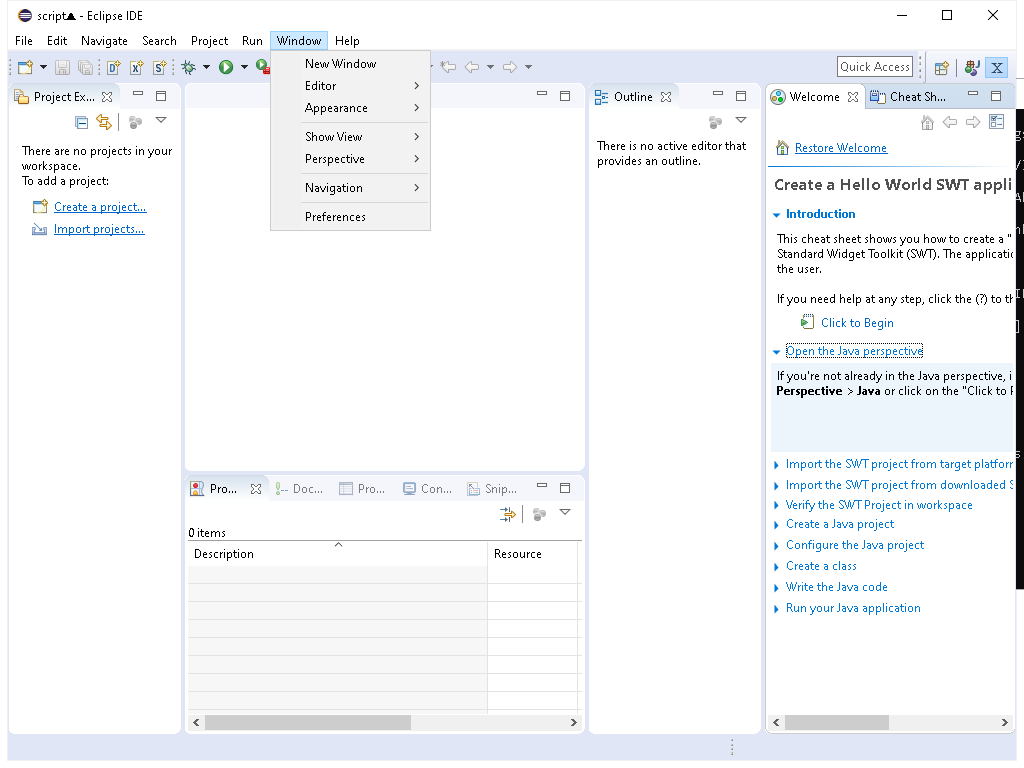 script▲ - Eclipse IDE
File Edit Navigate Search Project Run Window Help
New Window
Editor
Appearance
Show View
Perspective
Navigation
Preferences
Quick Access
Project Ex...
There are no projects in your
workspace.
To add a project:
Create a project...
Import projects...
Outline
There is no active editor that
provides an outline.
Welcome
Cheat Sh...
Restore Welcome
Create a Hello World SWT appli
Introduction
This cheat sheet shows you how to create a "
Standard Widget Toolkit (SWT). The applicatic
the user.
If you need help at any step, click the (?) to th
Click to Begin
Open the Java perspective
If you're not already in the Java perspective, i
Perspective > Java or click on the "Click to P
Import the SWT project from target platforn
Import the SWT project from downloaded S
Verify the SWT Project in workspace
Create a Java project
Configure the Java project
Create a class
Write the Java code
Run your Java application
Pro...
Doc...
Pro...
Con...
Snip...
0 items
Description
Resource